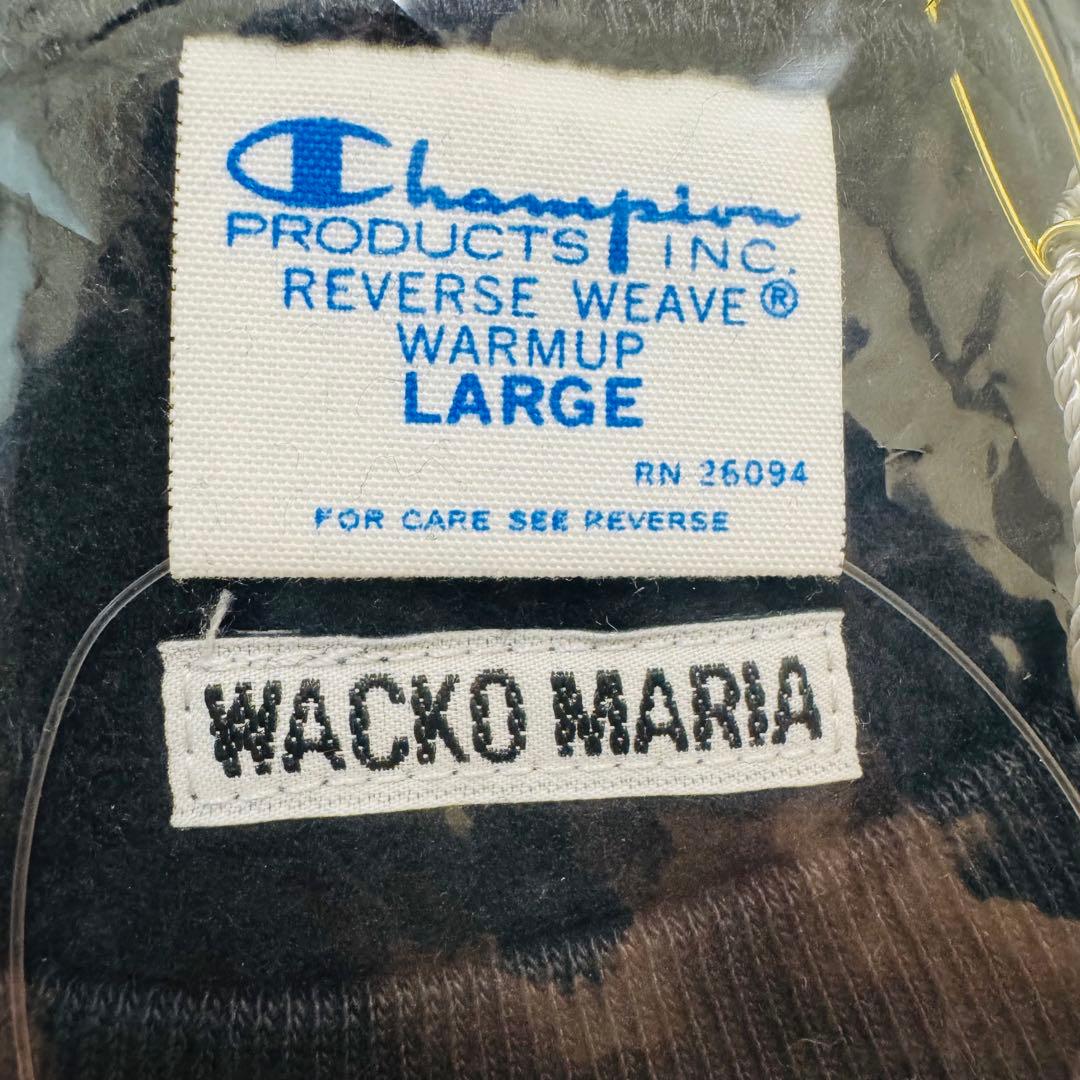 Champion
PRODUCTS INC.
REVERSE WEAVE®
WARMUP
LARGE
RN 26094
FOR CARE SEE REVERSE
WACKO MARIA